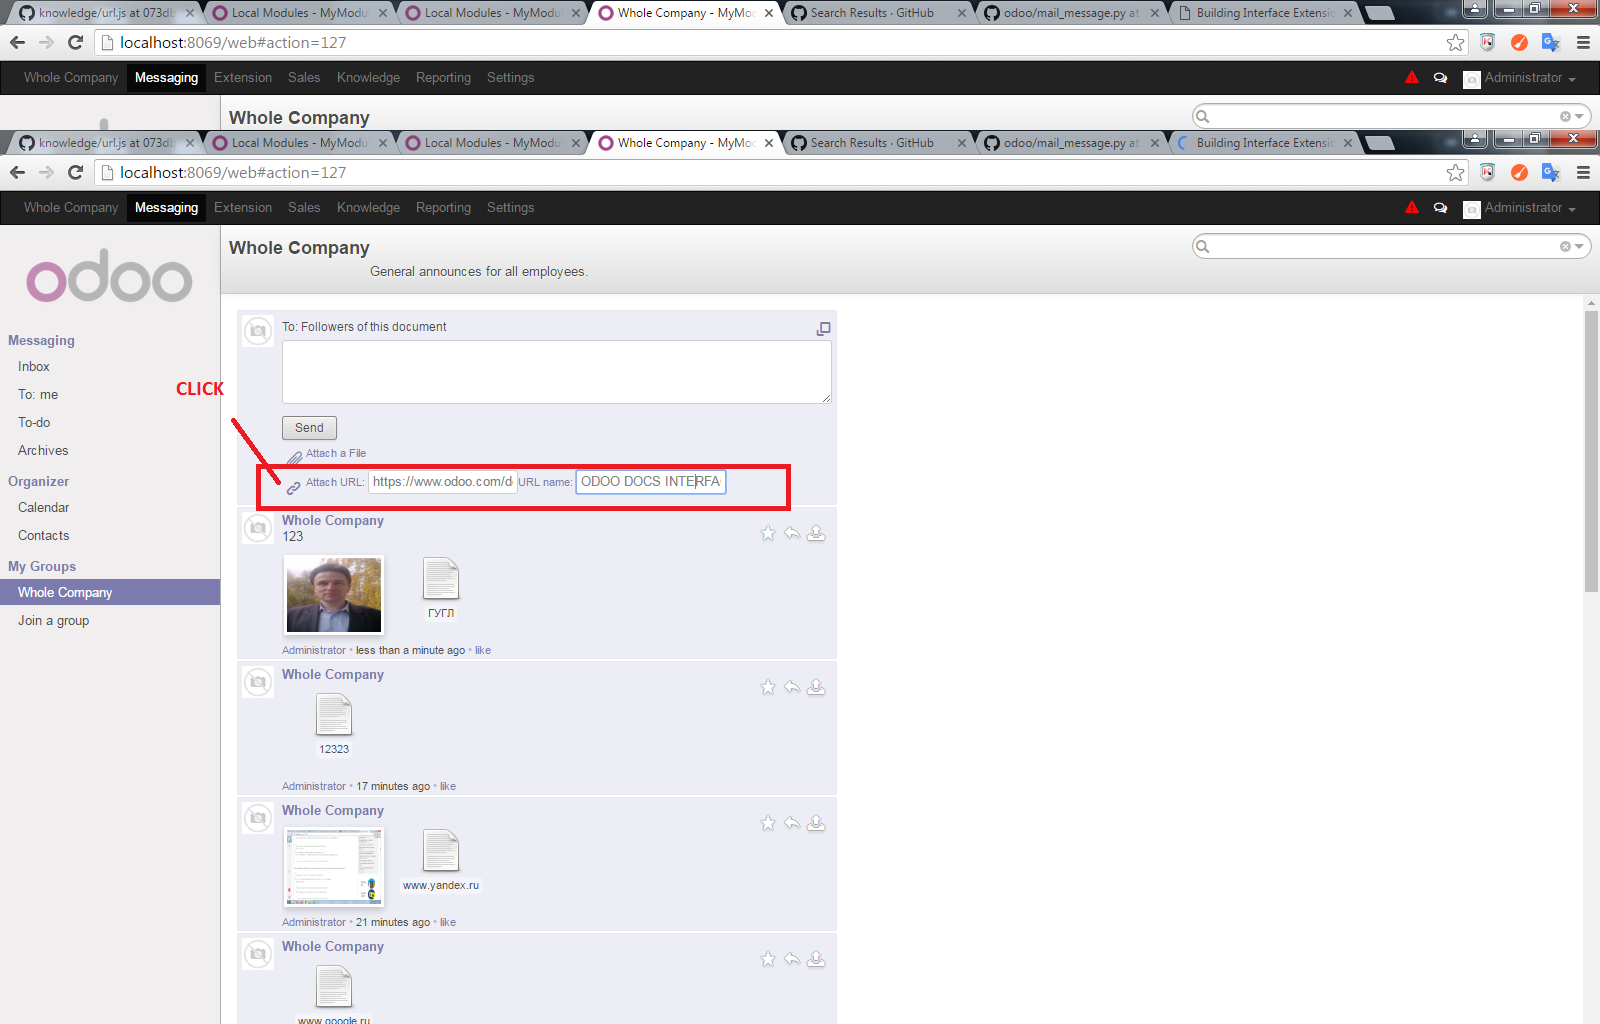 knowledge/url.js at 073db
Local Modules - MyModul
Local Modules - MyModul
Whole Company - MyMod
Search Results · GitHub
odoo/mail_message.py at
Building Interface Extensio
localhost:8069/web#action=127
Whole Company Messaging Extension Sales Knowledge Reporting Settings Administrator
Whole Company
knowledge/url.js at 073db
Local Modules - MyModul
Local Modules - MyModul
Whole Company - MyMod
Search Results · GitHub
odoo/mail_message.py at
Building Interface Extensio
localhost:8069/web#action=127
Whole Company Messaging Extension Sales Knowledge Reporting Settings Administrator
odoo
Messaging
Inbox
To: me
To-do
Archives
Organizer
Calendar
Contacts
My Groups
Whole Company
Join a group
CLICK
Whole Company
General announces for all employees.
To: Followers of this document
Send
Attach a File
Attach URL: https://www.odoo.com/d URL name: ODOO DOCS INTERFA
Whole Company
123
ГУГЛ
Administrator • less than a minute ago • like
Whole Company
12323
Administrator • 17 minutes ago • like
Whole Company
www.yandex.ru
Administrator • 21 minutes ago • like
Whole Company
www.google.ru